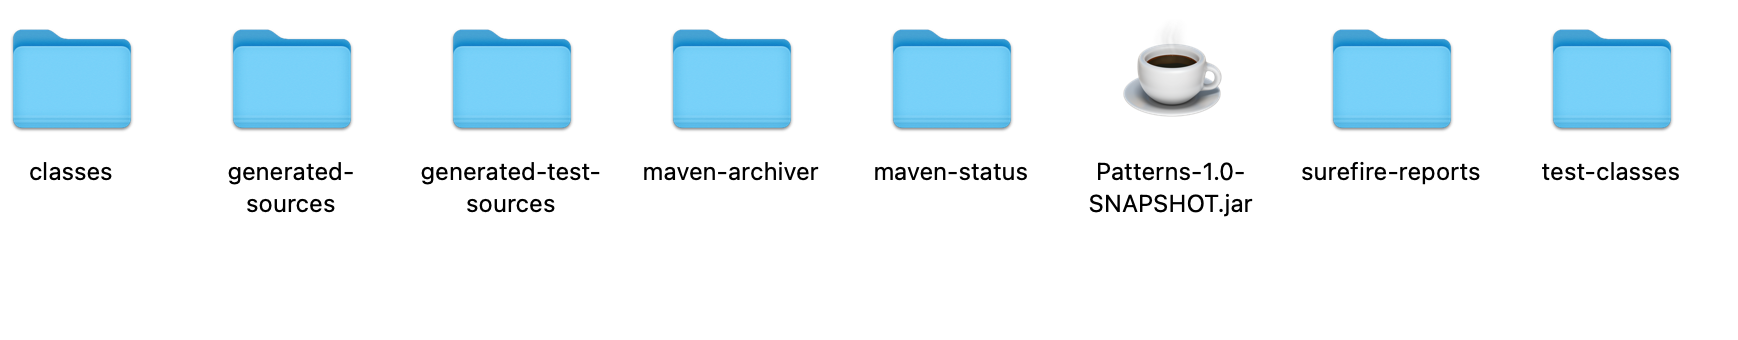 classes
generated-
sources
generated-test-
sources
maven-archiver
maven-status
Patterns-1.0-
SNAPSHOT.jar
surefire-reports
test-classes